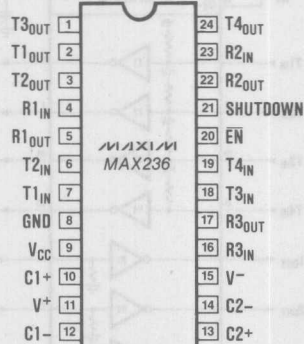 T3OUT 1 24 T4OUT
T1OUT 2 23 R2IN
T2OUT 3 22 R2OUT
R1IN 4 21 SHUTDOWN
R1OUT 5 20 E̅N̅
MAXIM
T2IN 6 MAX236 19 T4IN
T1IN 7 18 T3IN
GND 8 17 R3OUT
VCC 9 16 R3IN
C1+ 10 15 V−
V+ 11 14 C2−
C1− 12 13 C2+